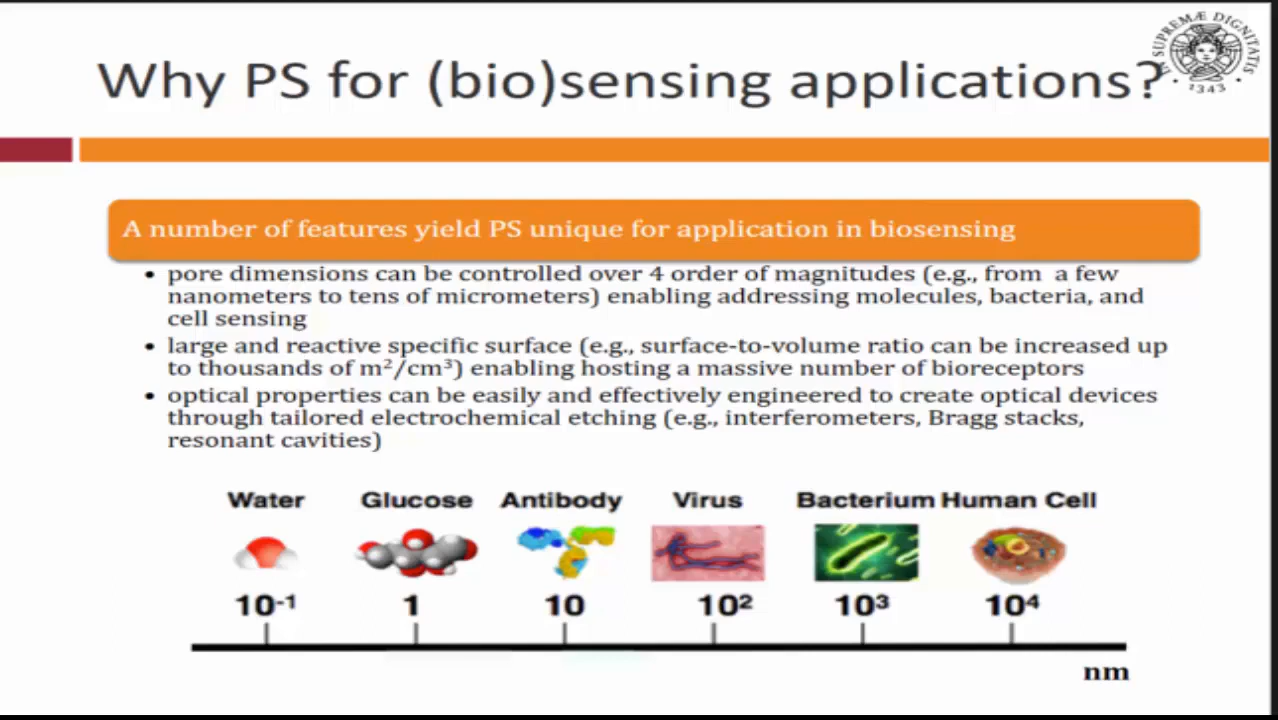 Why PS for (bio)sensing applications?
IN SUPREMÆ DIGNITATIS
· 1343 ·
A number of features yield PS unique for application in biosensing
• pore dimensions can be controlled over 4 order of magnitudes (e.g., from a few
nanometers to tens of micrometers) enabling addressing molecules, bacteria, and
cell sensing
• large and reactive specific surface (e.g., surface-to-volume ratio can be increased up
to thousands of m²/cm³) enabling hosting a massive number of bioreceptors
• optical properties can be easily and effectively engineered to create optical devices
through tailored electrochemical etching (e.g., interferometers, Bragg stacks,
resonant cavities)
Water Glucose Antibody Virus Bacterium Human Cell
10⁻¹ 1 10 10² 10³ 10⁴
nm